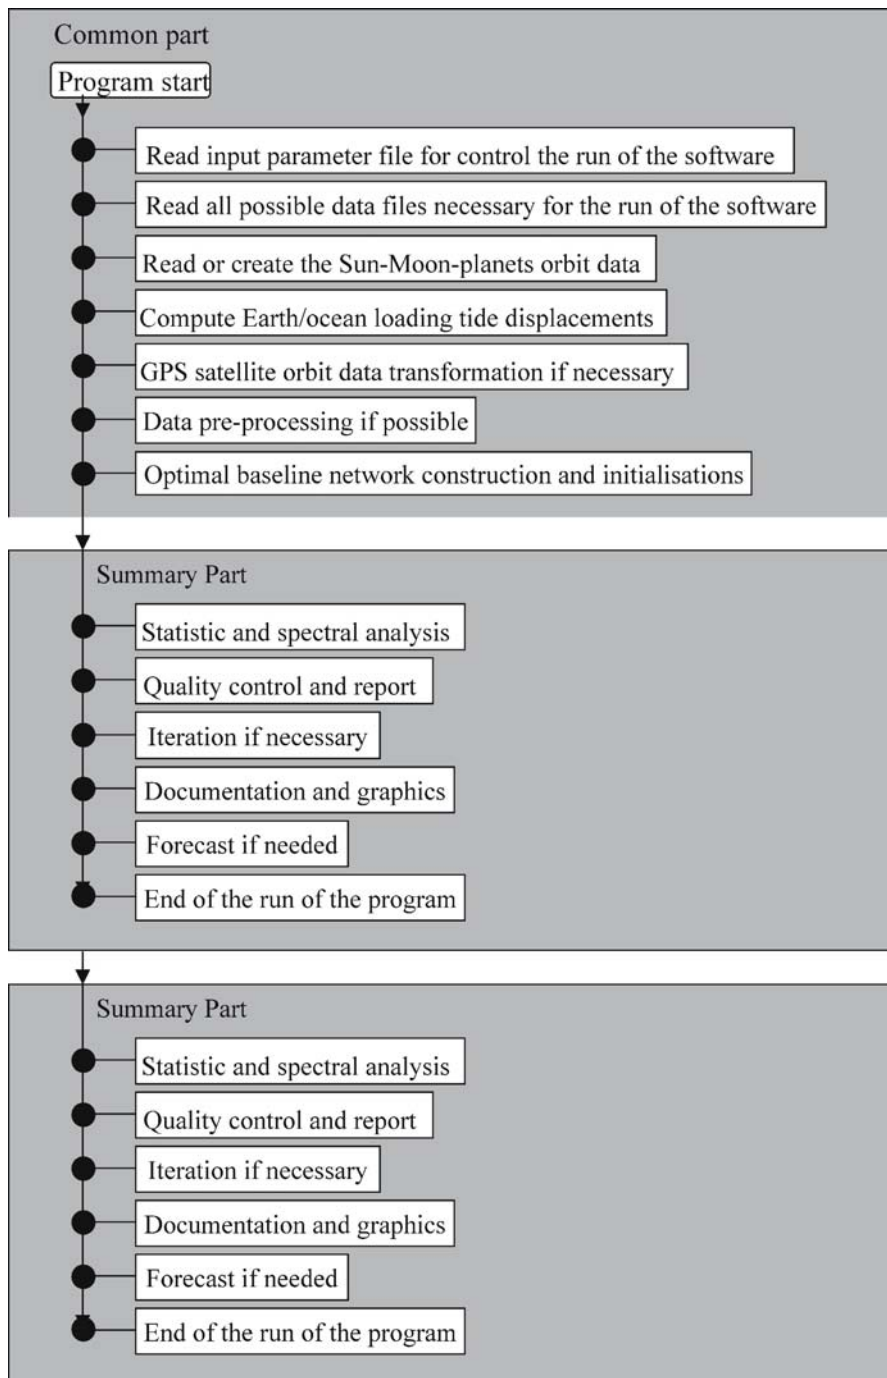 Common part
Program start
Read input parameter file for control the run of the software
Read all possible data files necessary for the run of the software
Read or create the Sun-Moon-planets orbit data
Compute Earth/ocean loading tide displacements
GPS satellite orbit data transformation if necessary
Data pre-processing if possible
Optimal baseline network construction and initialisations
Summary Part
Statistic and spectral analysis
Quality control and report
Iteration if necessary
Documentation and graphics
Forecast if needed
End of the run of the program
Summary Part
Statistic and spectral analysis
Quality control and report
Iteration if necessary
Documentation and graphics
Forecast if needed
End of the run of the program